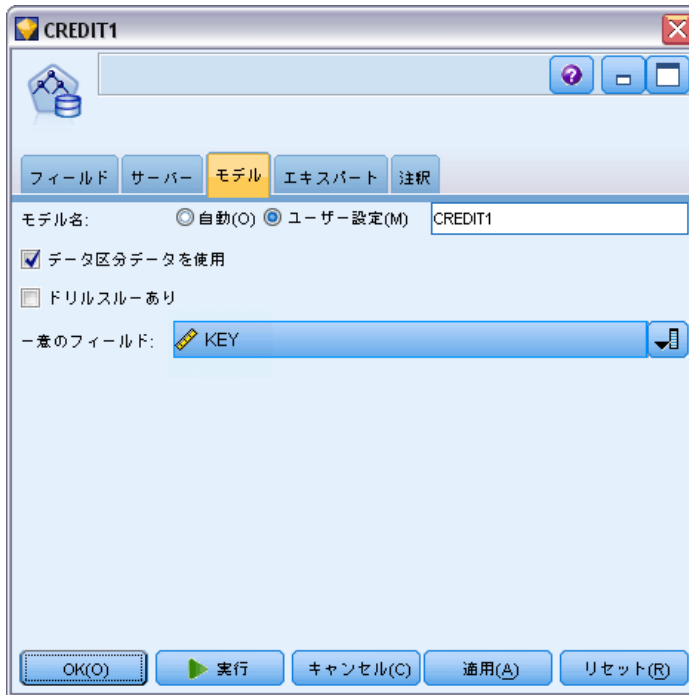 CREDIT1
フィールド サーバー モデル エキスパート 注釈
モデル名: 自動(O) ユーザー設定(M) CREDIT1
データ区分データを使用
ドリルスルーあり
一意のフィールド: KEY
OK(O) 実行 キャンセル(C) 適用(A) リセット(R)